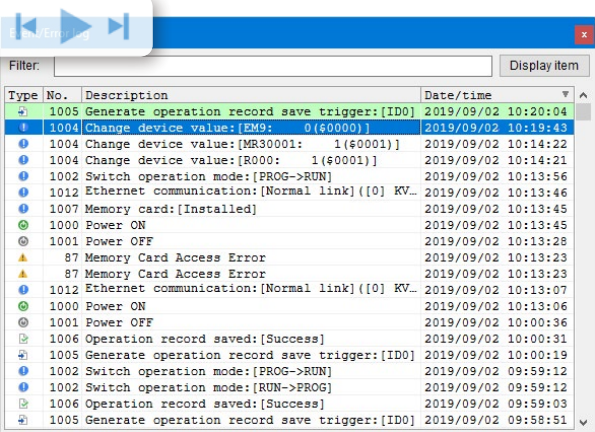 Event/Error log
x
Filter:
Display item
Type No. Description Date/time
1005 Generate operation record save trigger:[ID0] 2019/09/02 10:20:04
1004 Change device value:[EM9: 0($0000)] 2019/09/02 10:19:43
1004 Change device value:[MR30001: 1($0001)] 2019/09/02 10:14:22
1004 Change device value:[R000: 1($0001)] 2019/09/02 10:14:21
1002 Switch operation mode:[PROG->RUN] 2019/09/02 10:13:56
1012 Ethernet communication:[Normal link]([0] KV… 2019/09/02 10:13:46
1007 Memory card:[Installed] 2019/09/02 10:13:45
1000 Power ON 2019/09/02 10:13:45
1001 Power OFF 2019/09/02 10:13:28
87 Memory Card Access Error 2019/09/02 10:13:23
87 Memory Card Access Error 2019/09/02 10:13:23
1012 Ethernet communication:[Normal link]([0] KV… 2019/09/02 10:13:07
1000 Power ON 2019/09/02 10:13:06
1001 Power OFF 2019/09/02 10:00:36
1006 Operation record saved:[Success] 2019/09/02 10:00:31
1005 Generate operation record save trigger:[ID0] 2019/09/02 10:00:19
1002 Switch operation mode:[PROG->RUN] 2019/09/02 09:59:12
1002 Switch operation mode:[RUN->PROG] 2019/09/02 09:59:12
1006 Operation record saved:[Success] 2019/09/02 09:59:03
1005 Generate operation record save trigger:[ID0] 2019/09/02 09:58:51